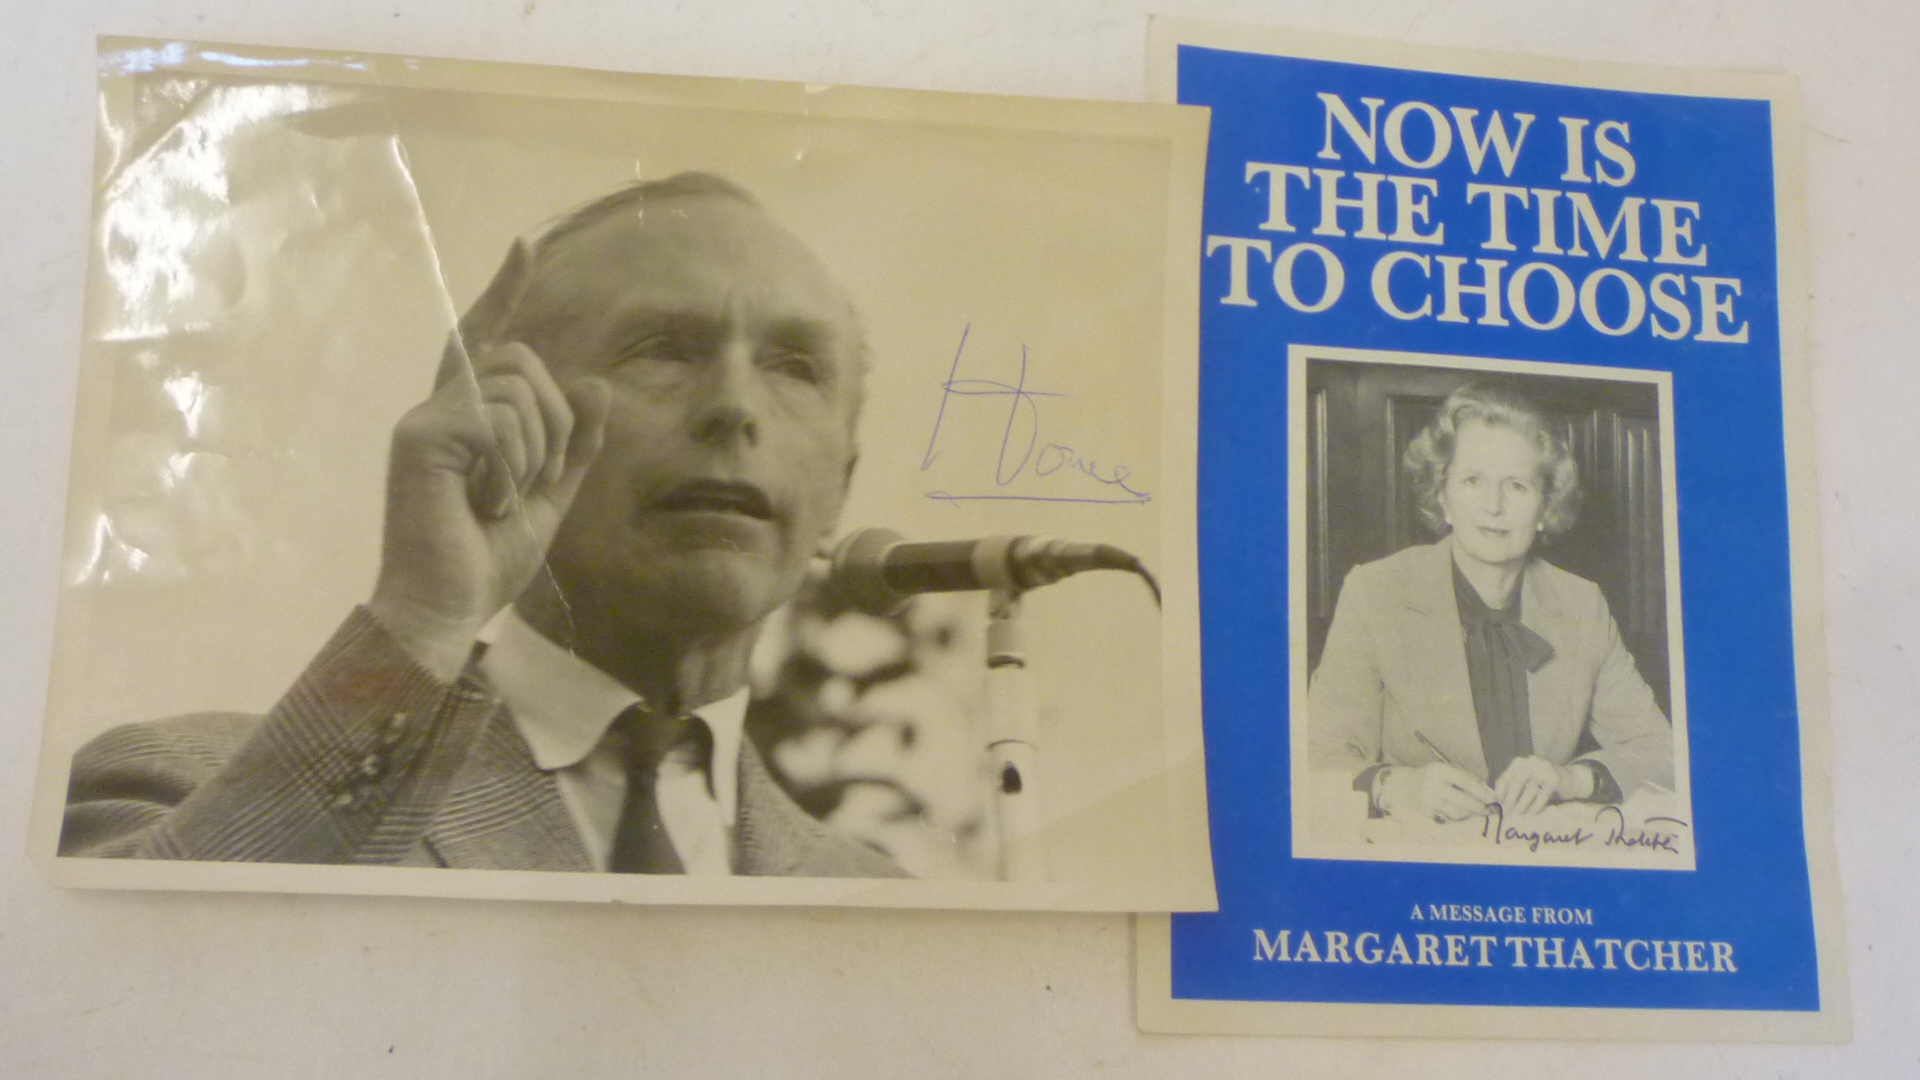 Home
NOW IS
THE TIME
TO CHOOSE
Margaret Thatcher
A MESSAGE FROM
MARGARET THATCHER